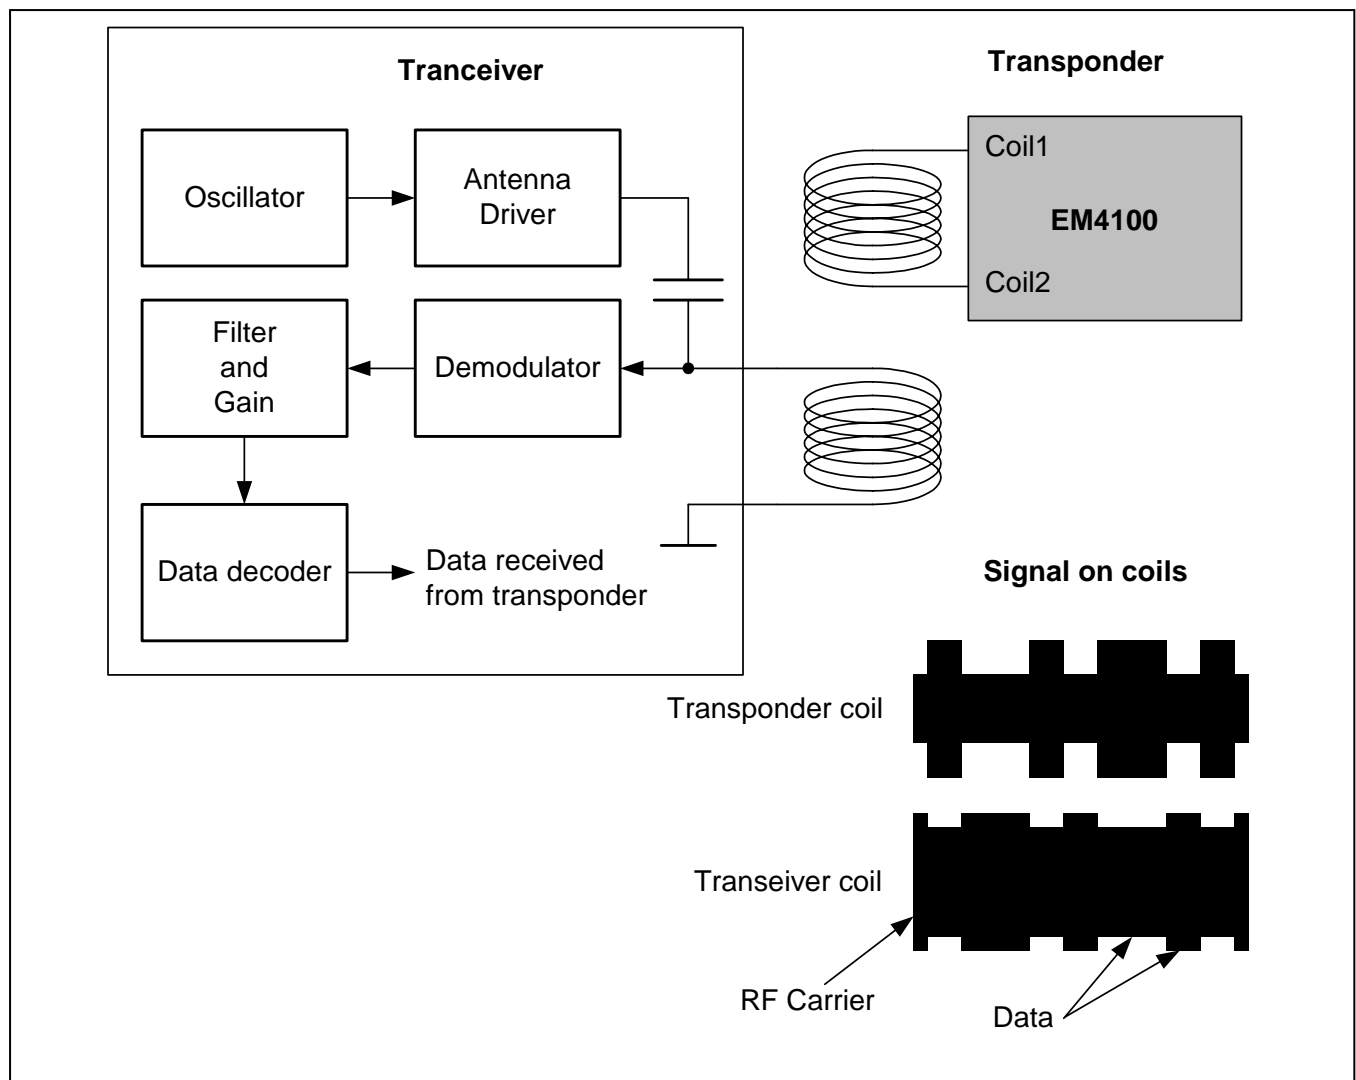 Tranceiver
Transponder
Oscillator
Antenna
Driver
Coil1
EM4100
Coil2
Filter
and
Gain
Demodulator
Data decoder
Data received
from transponder
Signal on coils
Transponder coil
Transeiver coil
RF Carrier
Data